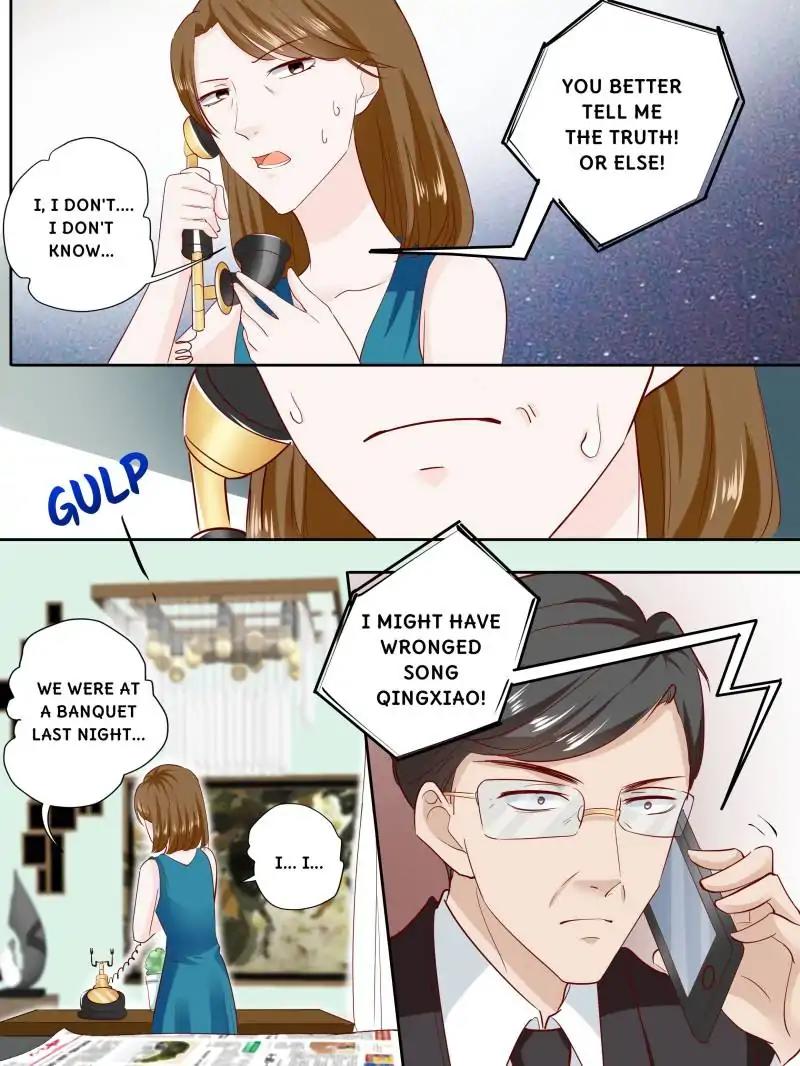 YOU BETTER
TELL ME
THE TRUTH!
OR ELSE!
I, I DON'T....
I DON'T
KNOW...
GULP
I MIGHT HAVE
WRONGED
SONG
QINGXIAO!
WE WERE AT
A BANQUET
LAST NIGHT...
I... I...